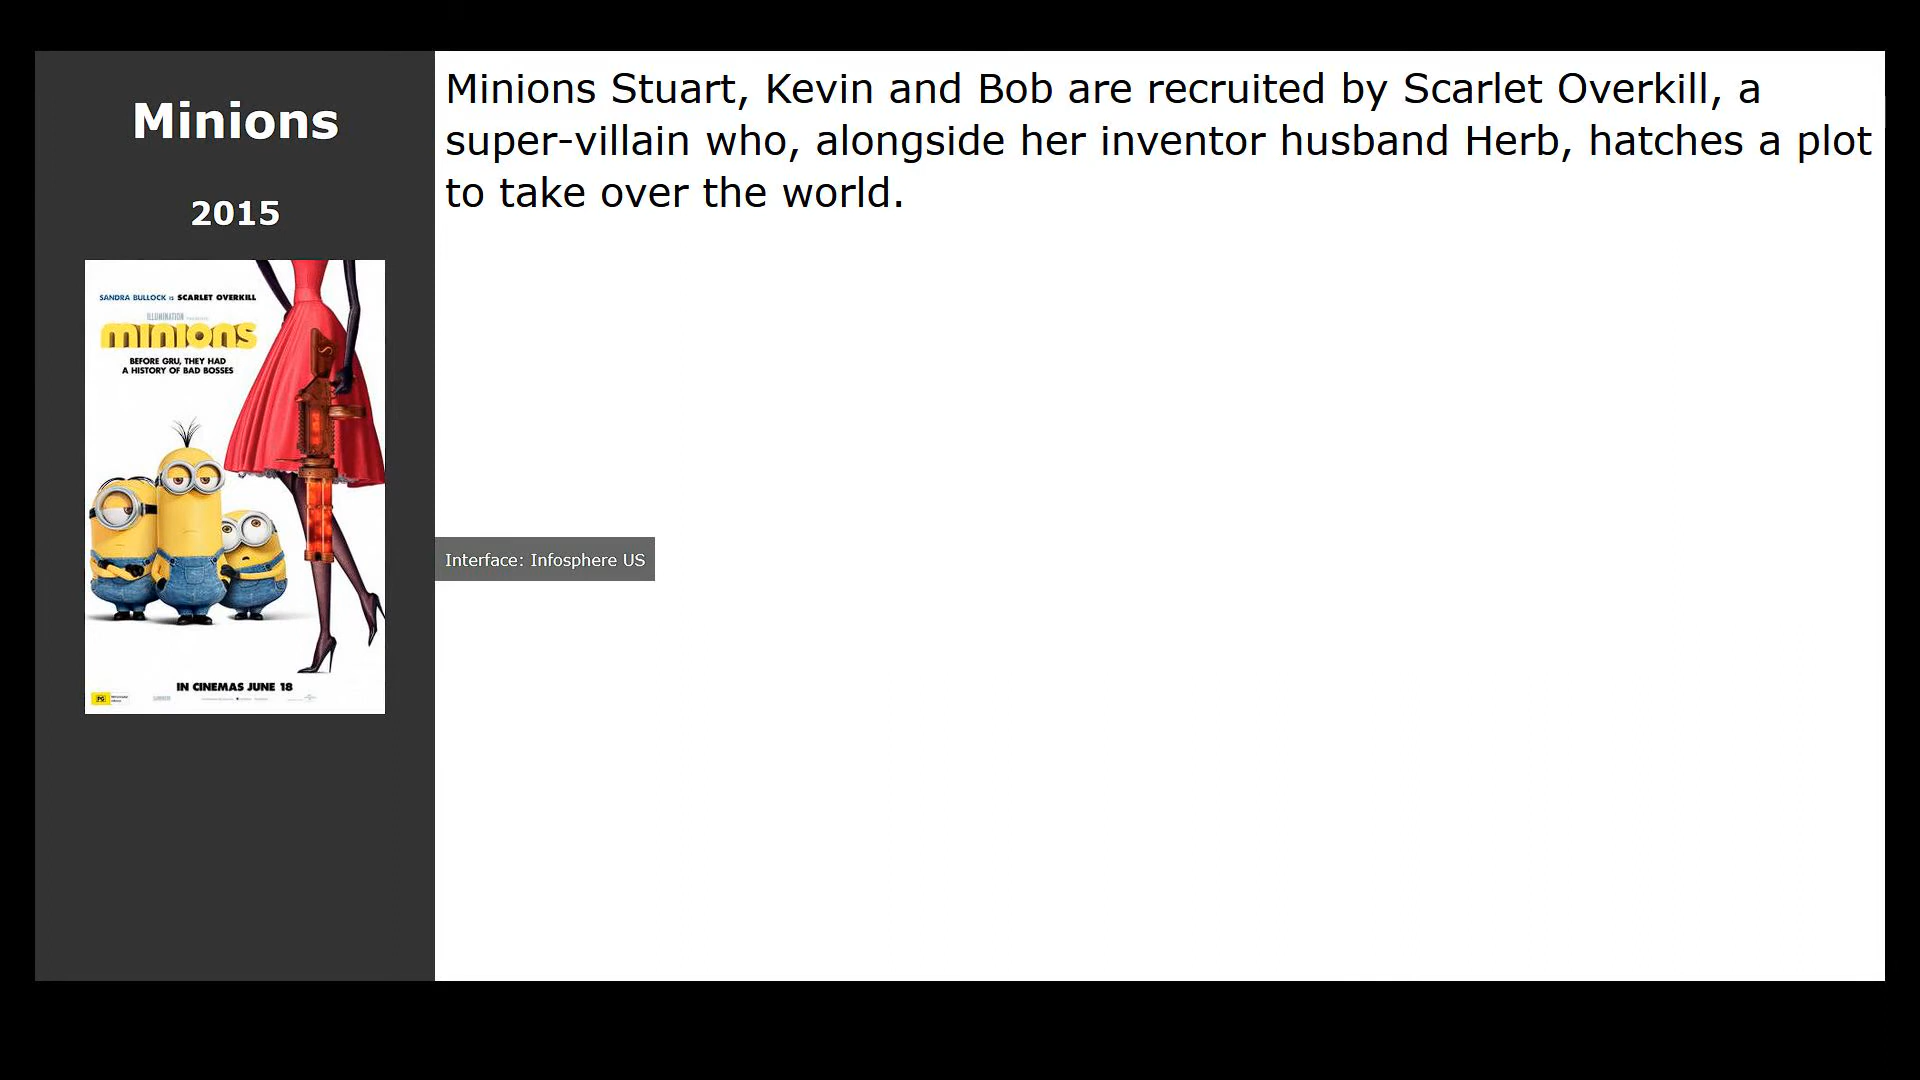 Minions
2015
SANDRA BULLOCK IS SCARLET OVERKILL
ILLUMINATION
minions
BEFORE GRU, THEY HAD
A HISTORY OF BAD BOSSES
IN CINEMAS JUNE 18
PG
Minions Stuart, Kevin and Bob are recruited by Scarlet Overkill, a
super-villain who, alongside her inventor husband Herb, hatches a plot
to take over the world.
Interface: Infosphere US